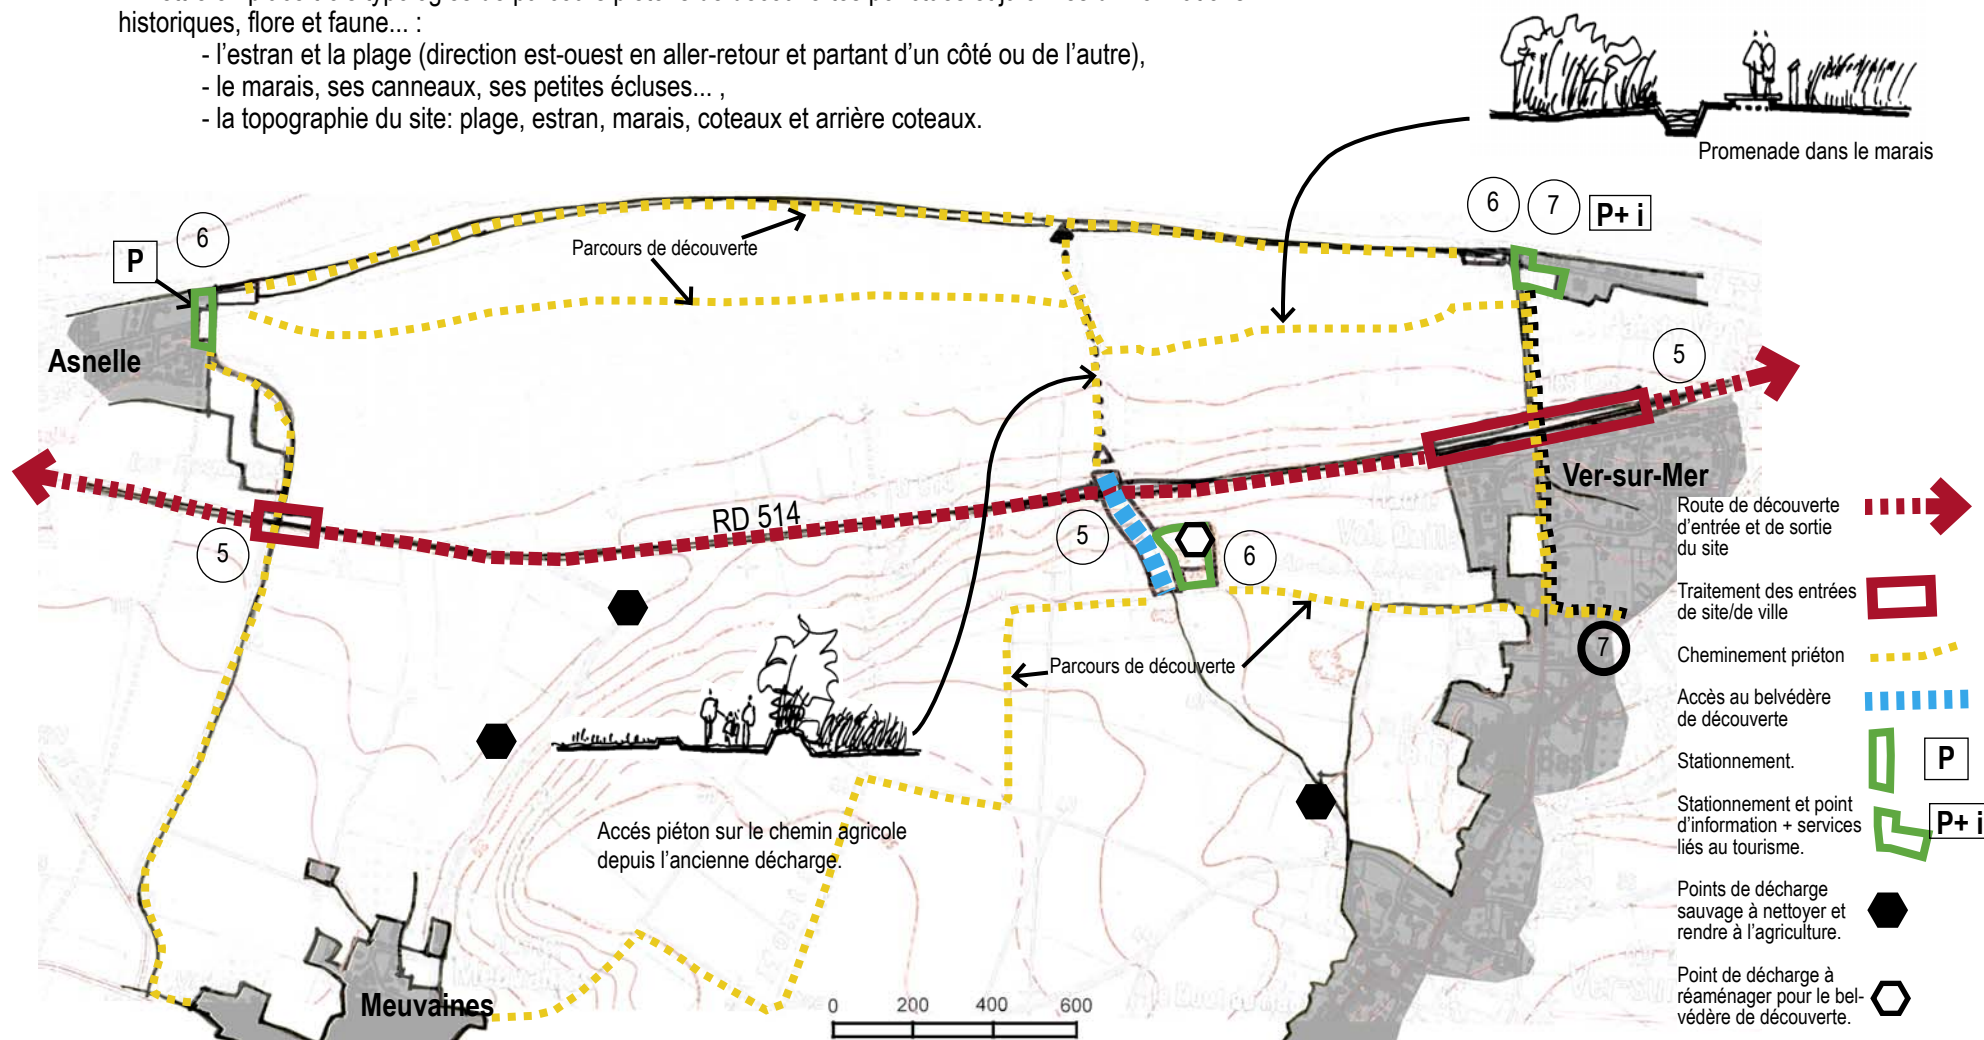 historiques, flore et faune... :
- l’estran et la plage (direction est-ouest en aller-retour et partant d’un côté ou de l’autre),
- le marais, ses canneaux, ses petites écluses... ,
- la topographie du site: plage, estran, marais, coteaux et arrière coteaux.
Promenade dans le marais
6
7
P+ i
6
P
Parcours de découverte
Asnelle
5
Ver-sur-Mer
RD 514
5
5
6
7
Parcours de découverte
Accés piéton sur le chemin agricole
depuis l’ancienne décharge.
Meuvaines
0 200 400 600
Route de découverte
d’entrée et de sortie
du site
Traitement des entrées
de site/de ville
Cheminement priéton
Accès au belvédère
de découverte
Stationnement.
P
Stationnement et point
d’information + services
liés au tourisme.
P+ i
Points de décharge
sauvage à nettoyer et
rendre à l’agriculture.
Point de décharge à
réaménager pour le bel-
védère de découverte.